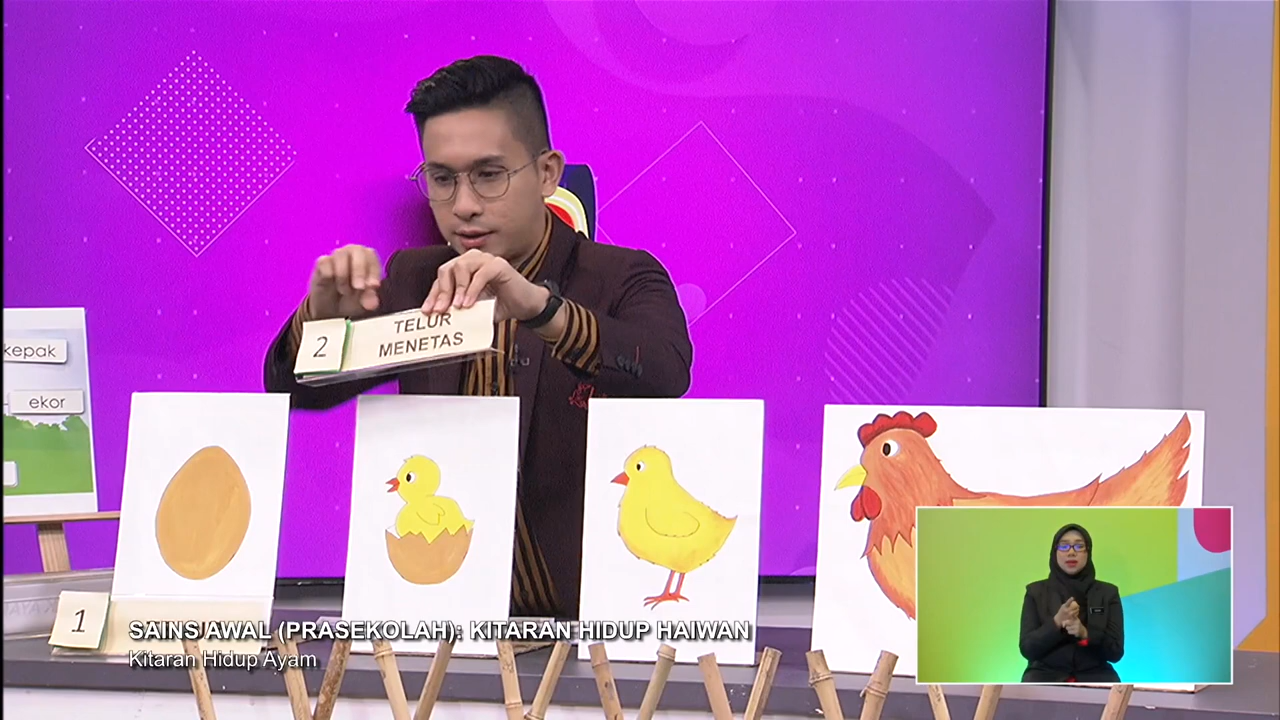 kepak
ekor
2
TELUR
MENETAS
1
SAINS AWAL (PRASEKOLAH): KITARAN HIDUP HAIWAN
Kitaran Hidup Ayam